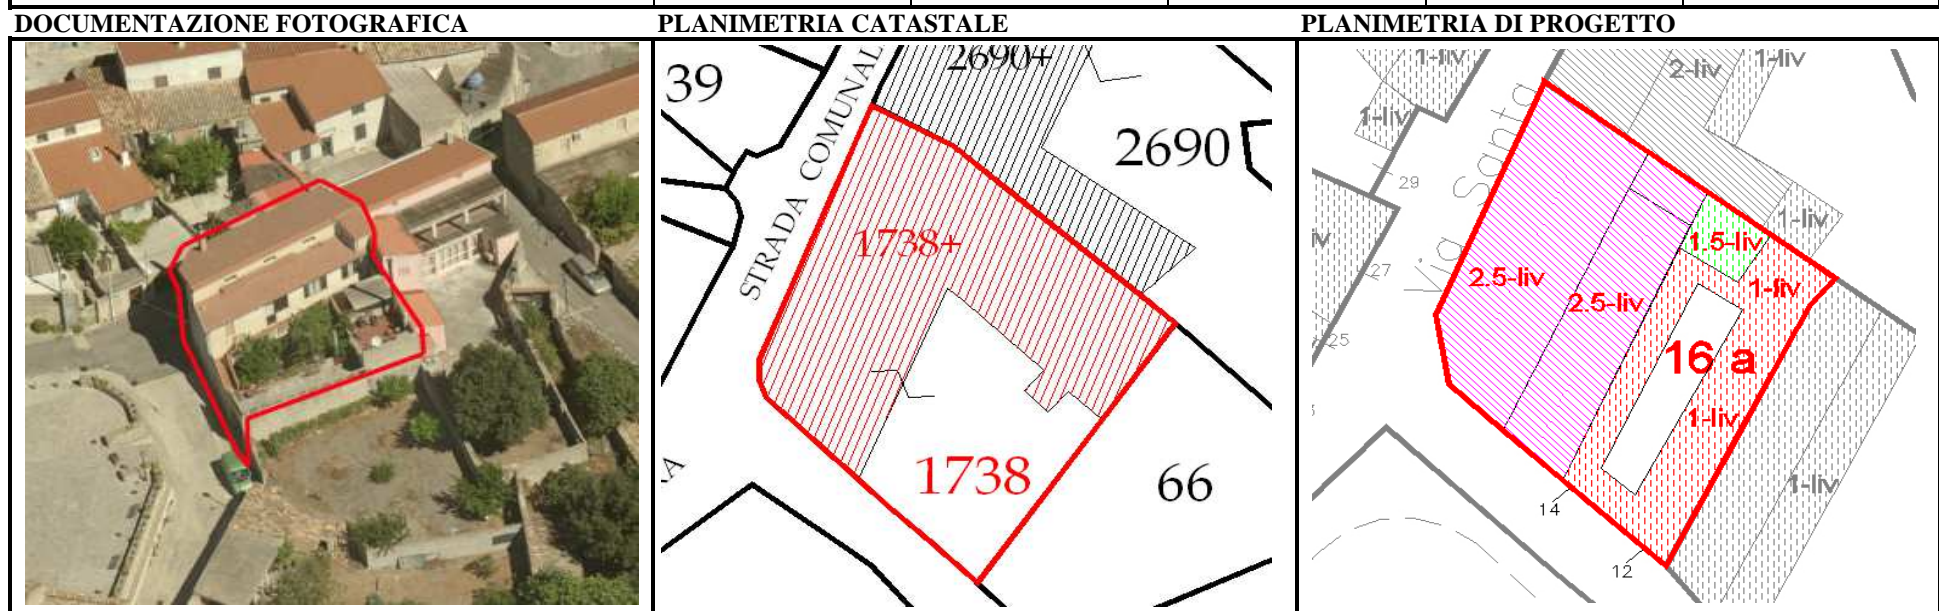 DOCUMENTAZIONE FOTOGRAFICA
PLANIMETRIA CATASTALE
PLANIMETRIA DI PROGETTO
39
2690+
2690
STRADA COMUNAL
1738+
1738
66
RA
1-liv
2-liv
1-liv
1-liv
Via Santa
29
1-liv
1.5-liv
2.5-liv
27
2.5-liv
1-liv
25
16 a
1-liv
1-liv
14
12